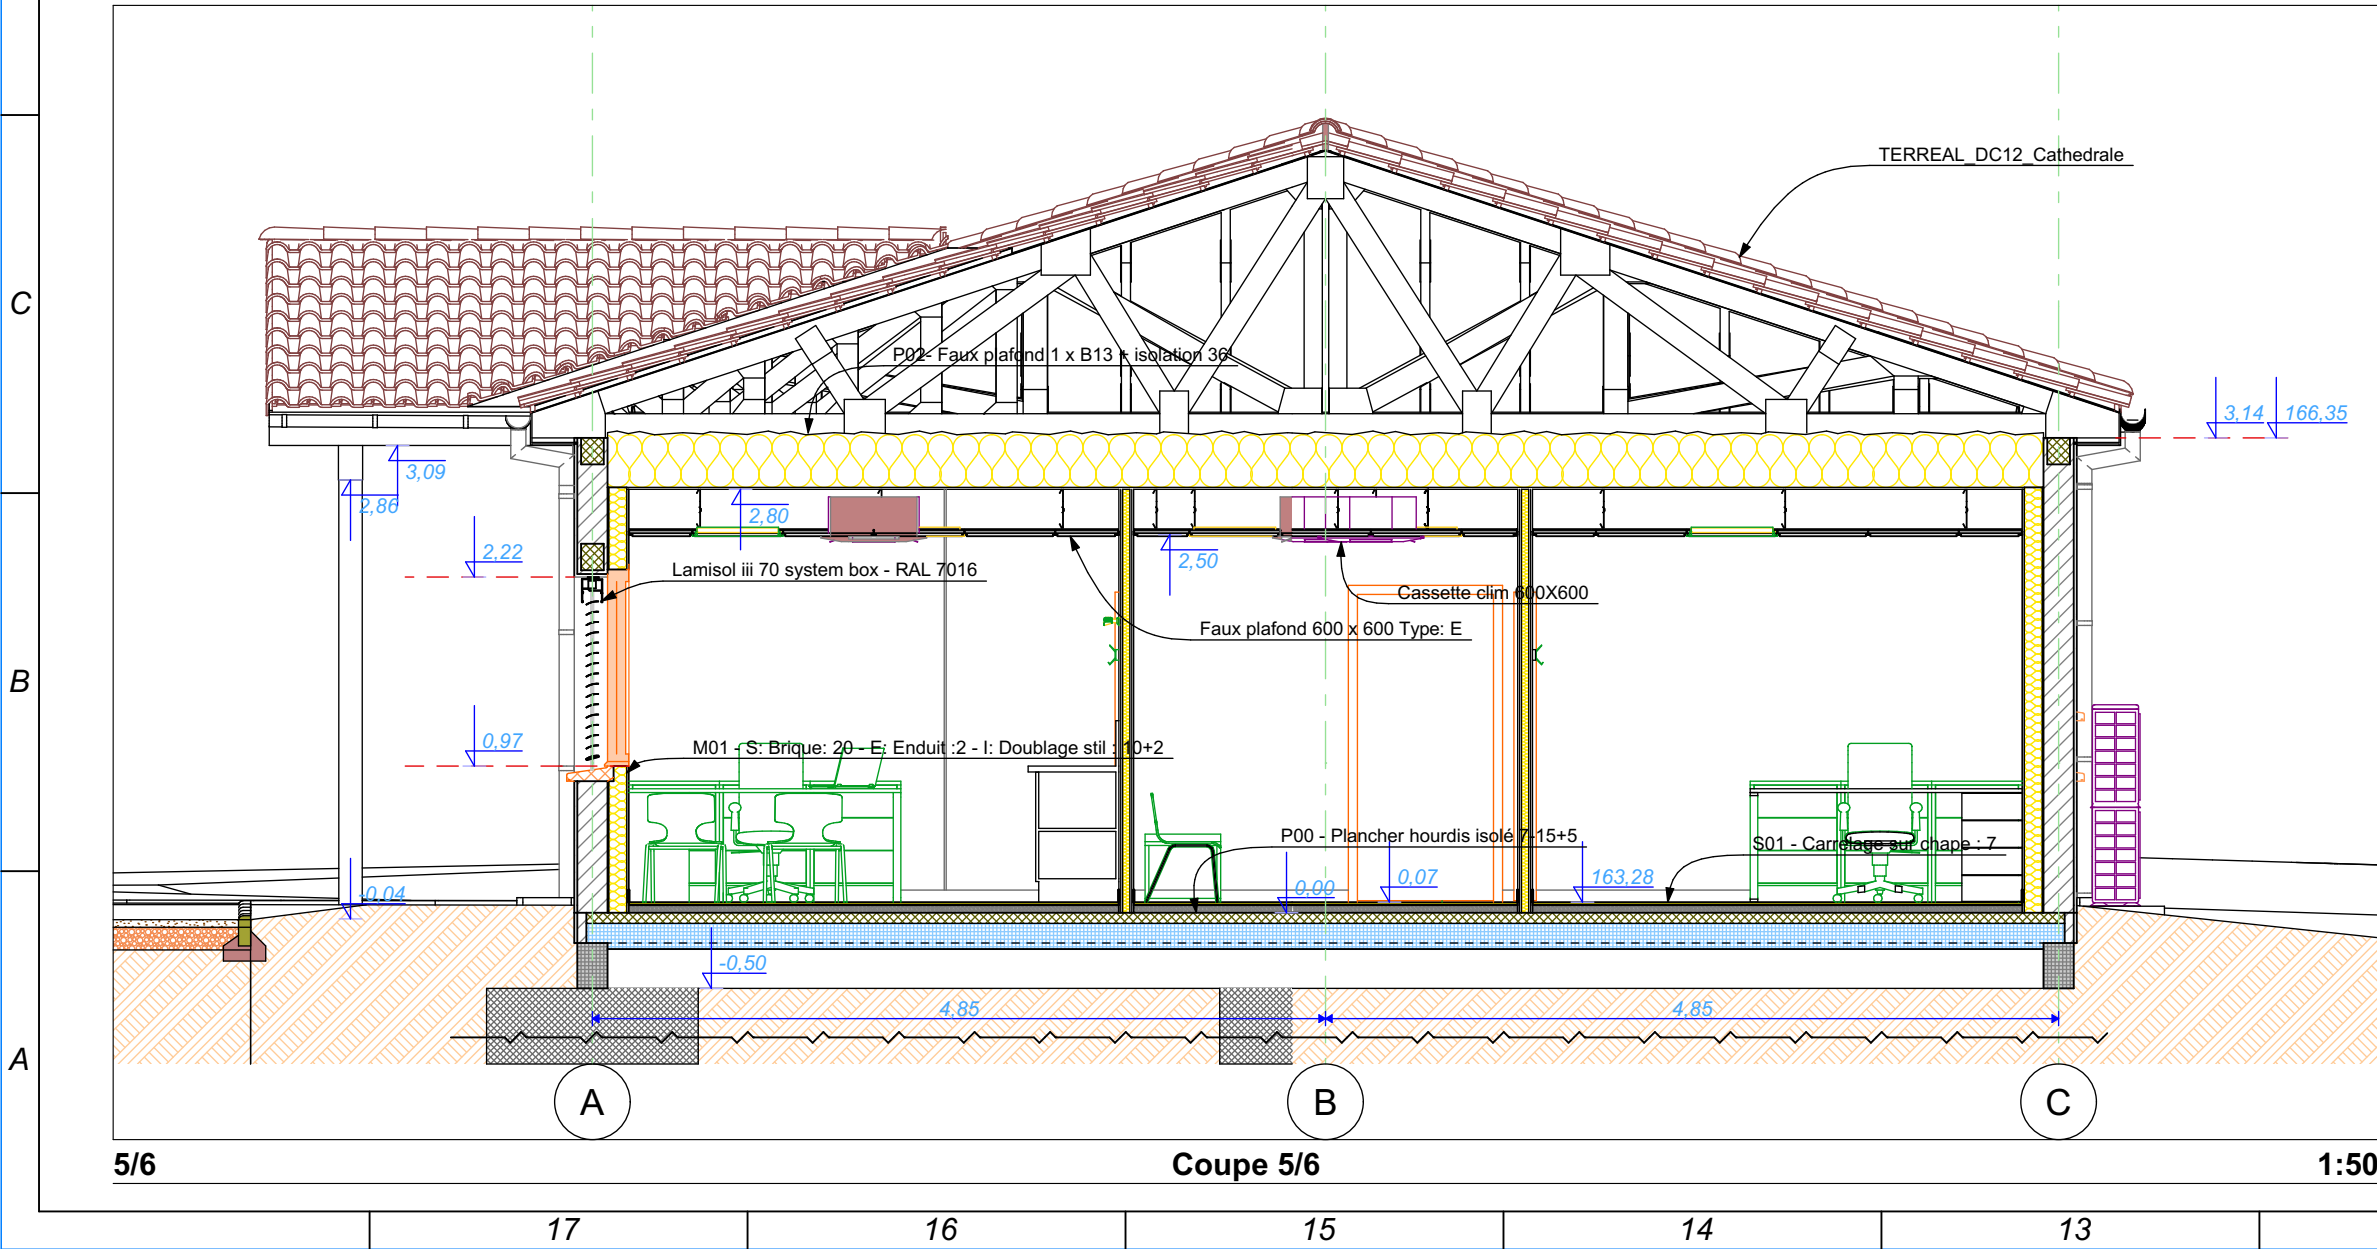 TERREAL_DC12_Cathedrale
C
P02- Faux plafond 1 x B13 + isolation 36
3,14
166,35
3,09
2,86
2,80
2,22
2,50
Lamisol iii 70 system box - RAL 7016
Cassette clim 600X600
Faux plafond 600 x 600 Type: E
B
0,97
M01 - S: Brique: 20 - E: Enduit :2 - I: Doublage stil : 10+2
P00 - Plancher hourdis isolé 7-15+5
S01 - Carrelage sur chape : 7
-0,04
0,00
0,07
163,28
-0,50
4,85
4,85
A
A
B
C
5/6
Coupe 5/6
1:50
17
16
15
14
13